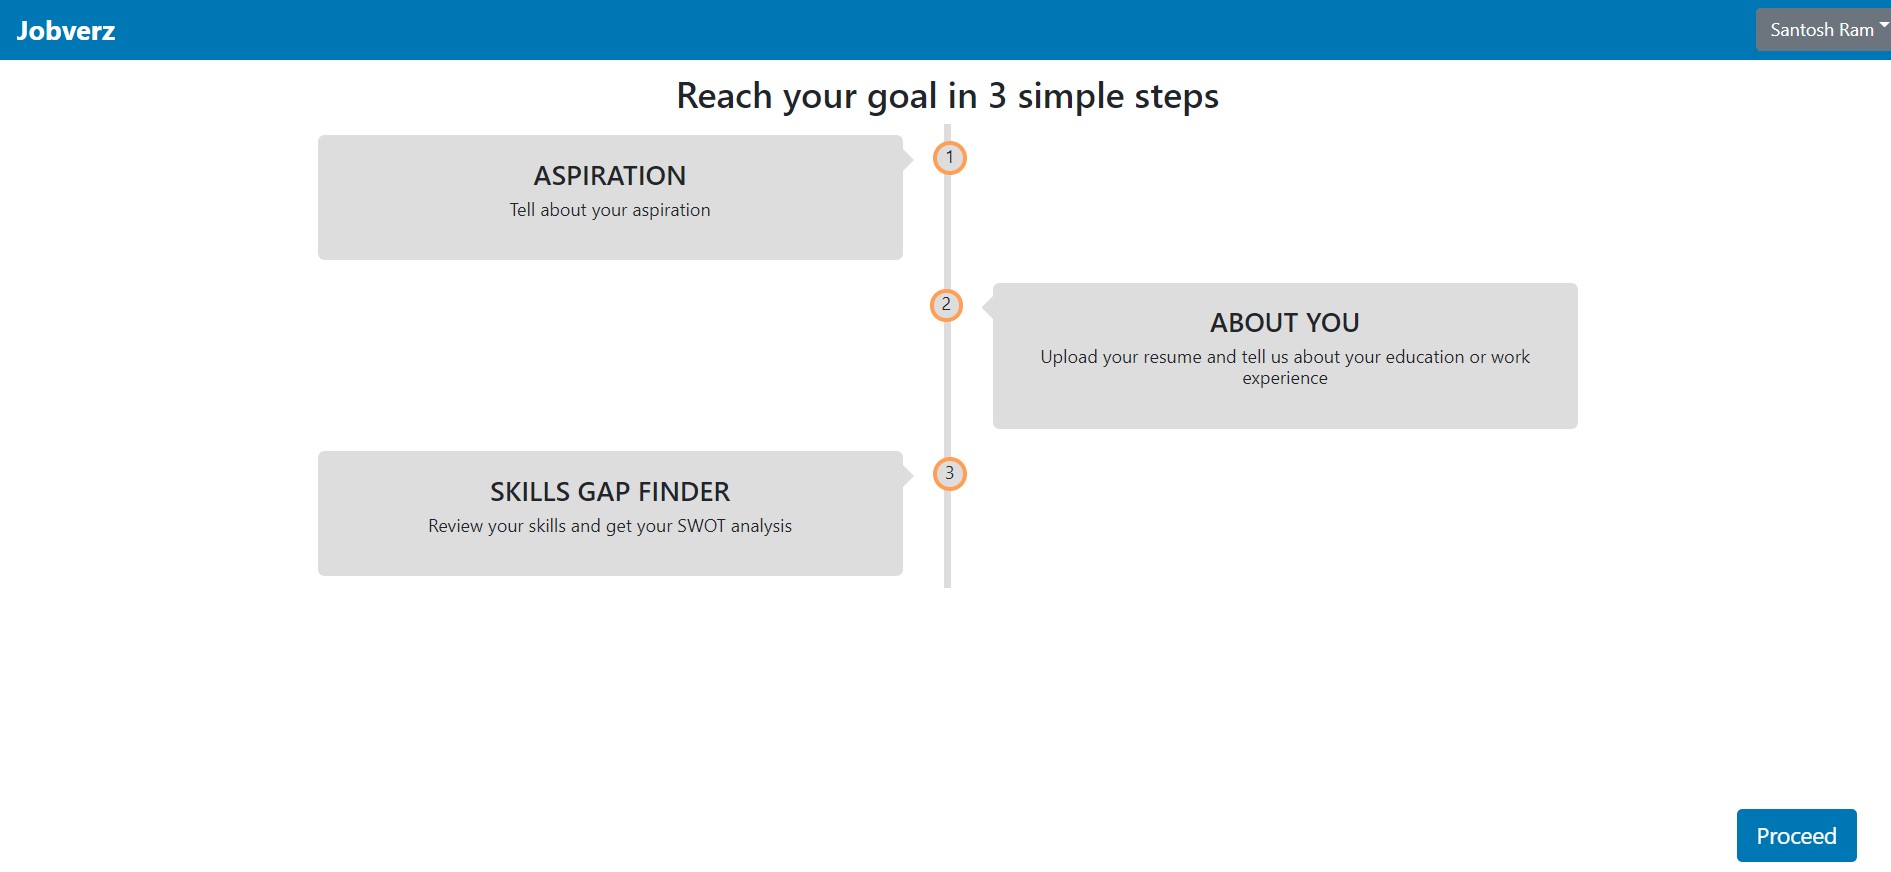 Jobverz
Santosh Ram
Reach your goal in 3 simple steps
1
ASPIRATION
Tell about your aspiration
2
ABOUT YOU
Upload your resume and tell us about your education or work
experience
3
SKILLS GAP FINDER
Review your skills and get your SWOT analysis
Proceed